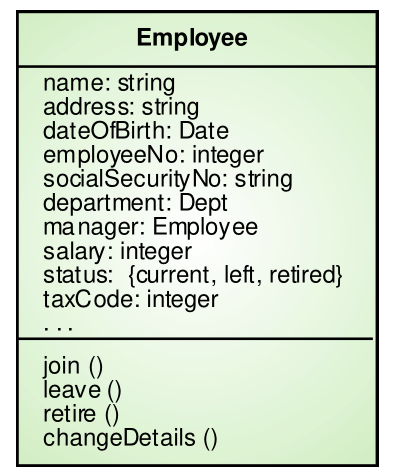 Employee
name: string
address: string
dateOfBirth: Date
employeeNo: integer
socialSecurityNo: string
department: Dept
manager: Employee
salary: integer
status: {current, left, retired}
taxCode: integer
. . .
join ()
leave ()
retire ()
changeDetails ()